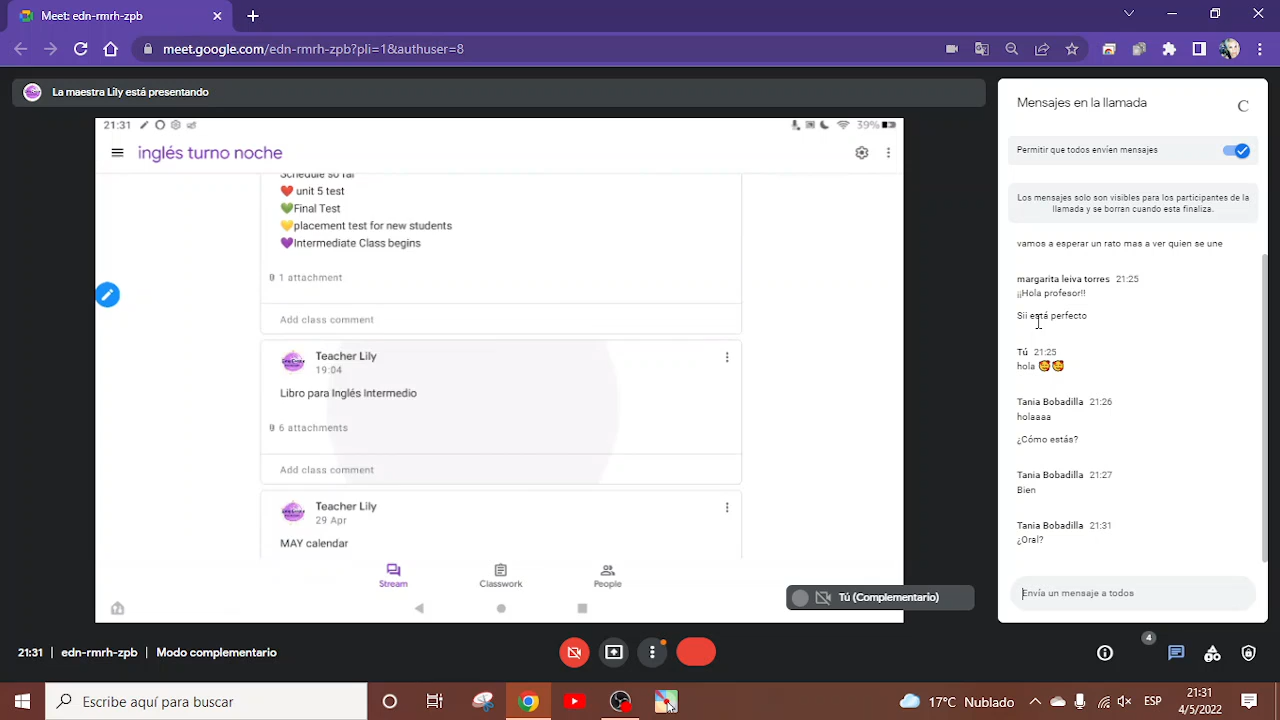 Meet: edn-rmrh-zpb
meet.google.com/edn-rmrh-zpb?pli=1&authuser=8
La maestra Lily está presentando
21:31
39%
inglés turno noche
Schedule so far
❤️ unit 5 test
💚Final Test
💛placement test for new students
💜Intermediate Class begins
1 attachment
Add class comment
Teacher Lily
19:04
Libro para Inglés Intermedio
6 attachments
Add class comment
Teacher Lily
29 Apr
MAY calendar
Stream
Classwork
People
Tú (Complementario)
Mensajes en la llamada
Permitir que todos envíen mensajes
Los mensajes solo son visibles para los participantes de la
llamada y se borran cuando esta finaliza.
vamos a esperar un rato mas a ver quien se une
margarita leiva torres 21:25
¡¡Hola profesor!!
Sii está perfecto
Tú 21:25
hola 🥰🥰
Tania Bobadilla 21:26
holaaaa
¿Cómo estás?
Tania Bobadilla 21:27
Bien
Tania Bobadilla 21:31
¿Oral?
Envía un mensaje a todos
21:31 | edn-rmrh-zpb | Modo complementario
4
Escribe aquí para buscar
17°C Nublado
ESP
21:31
4/5/2022